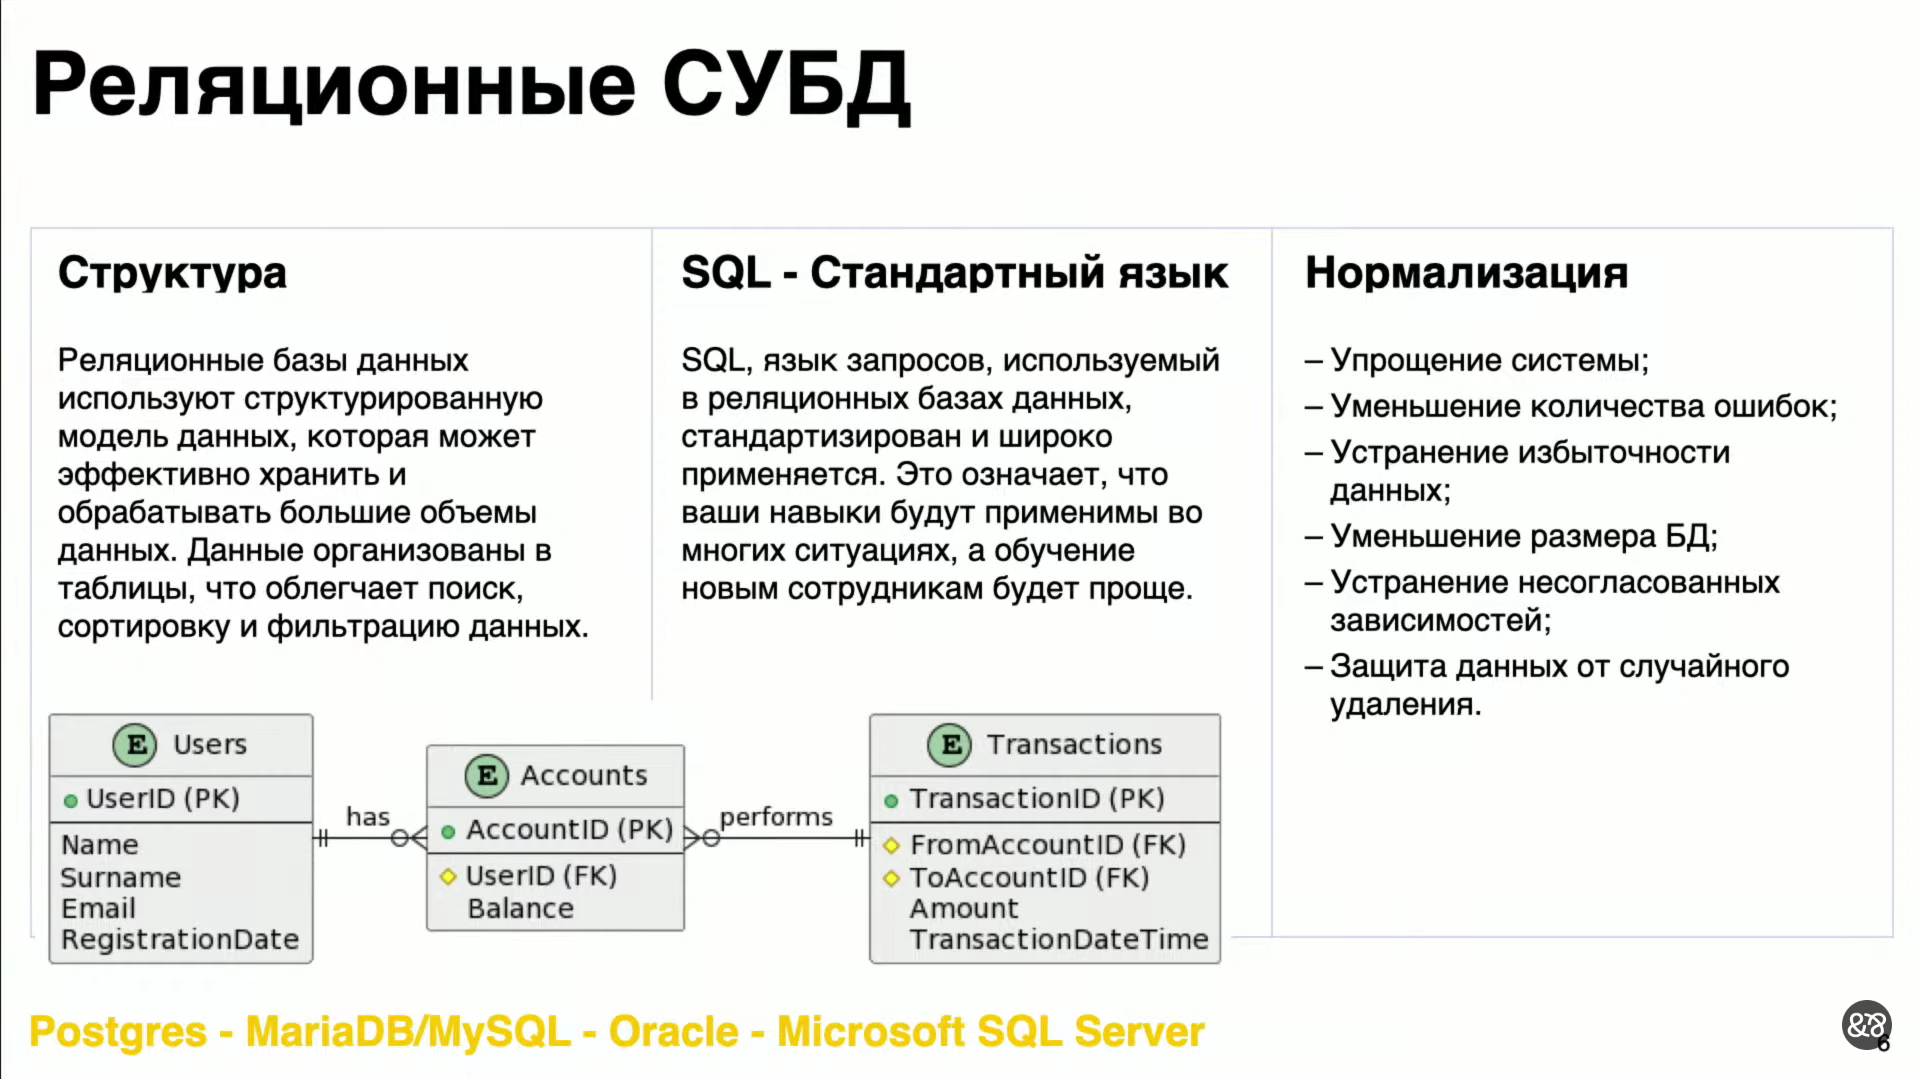 Реляционные СУБД
Структура
Реляционные базы данных
используют структурированную
модель данных, которая может
эффективно хранить и
обрабатывать большие объемы
данных. Данные организованы в
таблицы, что облегчает поиск,
сортировку и фильтрацию данных.
SQL - Стандартный язык
SQL, язык запросов, используемый
в реляционных базах данных,
стандартизирован и широко
применяется. Это означает, что
ваши навыки будут применимы во
многих ситуациях, а обучение
новым сотрудникам будет проще.
Нормализация
– Упрощение системы;
– Уменьшение количества ошибок;
– Устранение избыточности
данных;
– Уменьшение размера БД;
– Устранение несогласованных
зависимостей;
– Защита данных от случайного
удаления.
E Users
UserID (PK)
Name
Surname
Email
RegistrationDate
has
E Accounts
AccountID (PK)
UserID (FK)
Balance
performs
E Transactions
TransactionID (PK)
FromAccountID (FK)
ToAccountID (FK)
Amount
TransactionDateTime
Postgres - MariaDB/MySQL - Oracle - Microsoft SQL Server
6